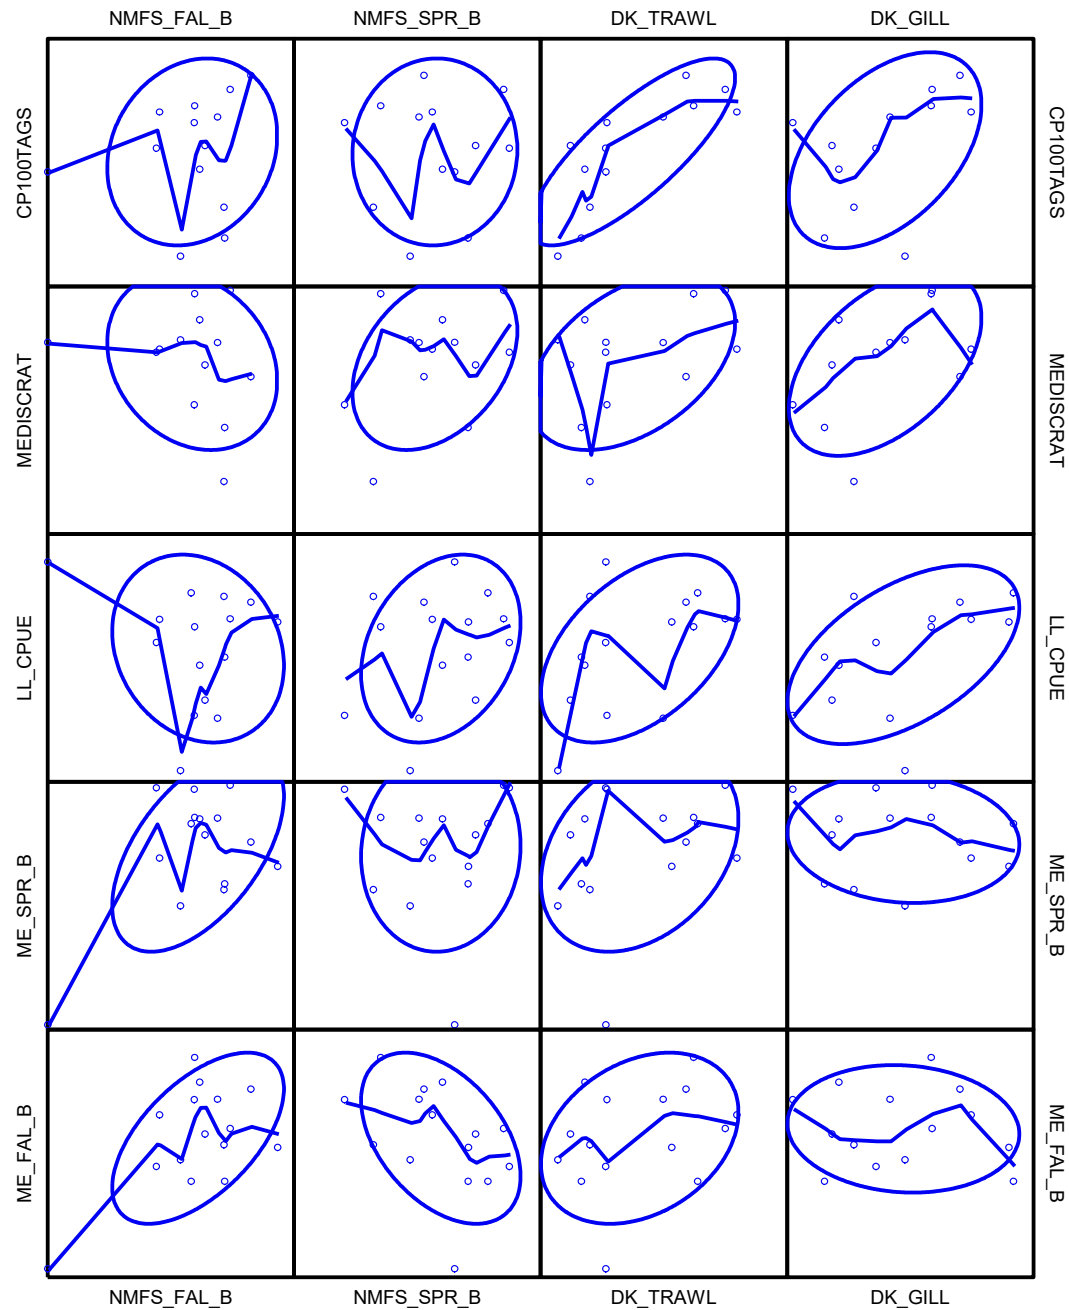 NMFS_FAL_B NMFS_SPR_B DK_TRAWL DK_GILL
CP100TAGS CP100TAGS
MEDISCRAT MEDISCRAT
LL_CPUE LL_CPUE
ME_SPR_B ME_SPR_B
ME_FAL_B ME_FAL_B
NMFS_FAL_B NMFS_SPR_B DK_TRAWL DK_GILL